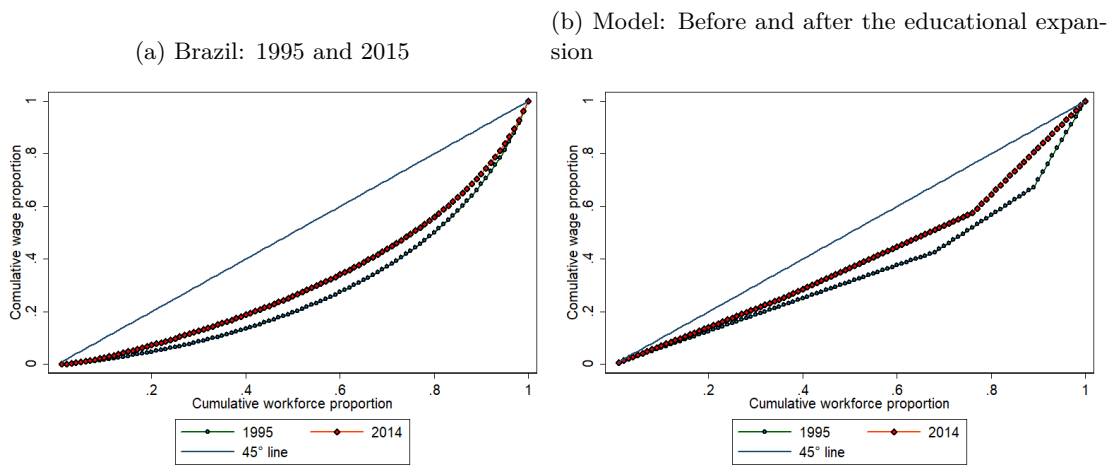 (a) Brazil: 1995 and 2015
(b) Model: Before and after the educational expan-
sion
Comulative wage proportion
0
.2
.4
.6
.8
1
.2
.4
.6
.8
1
Cumulative workforce proportion
1995
2014
45° line
Comulative wage proportion
0
.2
.4
.6
.8
1
.2
.4
.6
.8
1
Cumulative workforce proportion
1995
2014
45° line